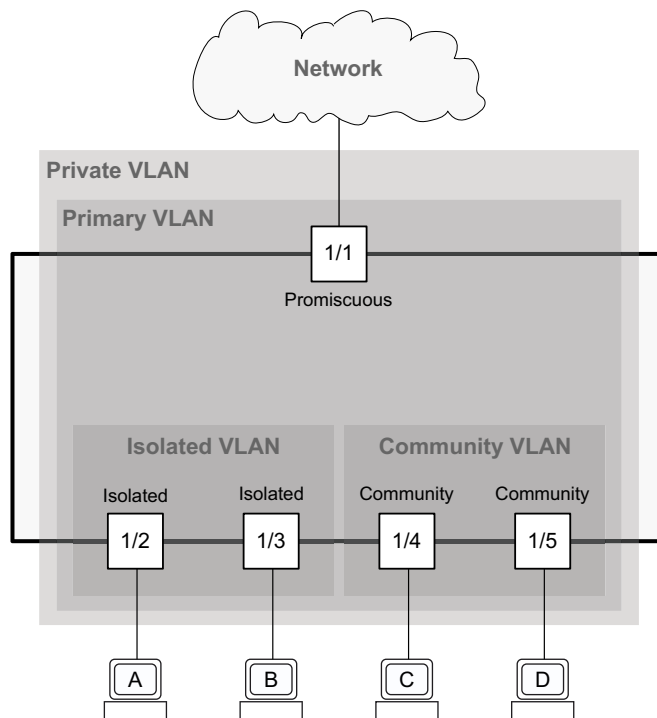 Network
Private VLAN
Primary VLAN
1/1
Promiscuous
Isolated VLAN
Community VLAN
Isolated
Isolated
Community
Community
1/2
1/3
1/4
1/5
A
B
C
D